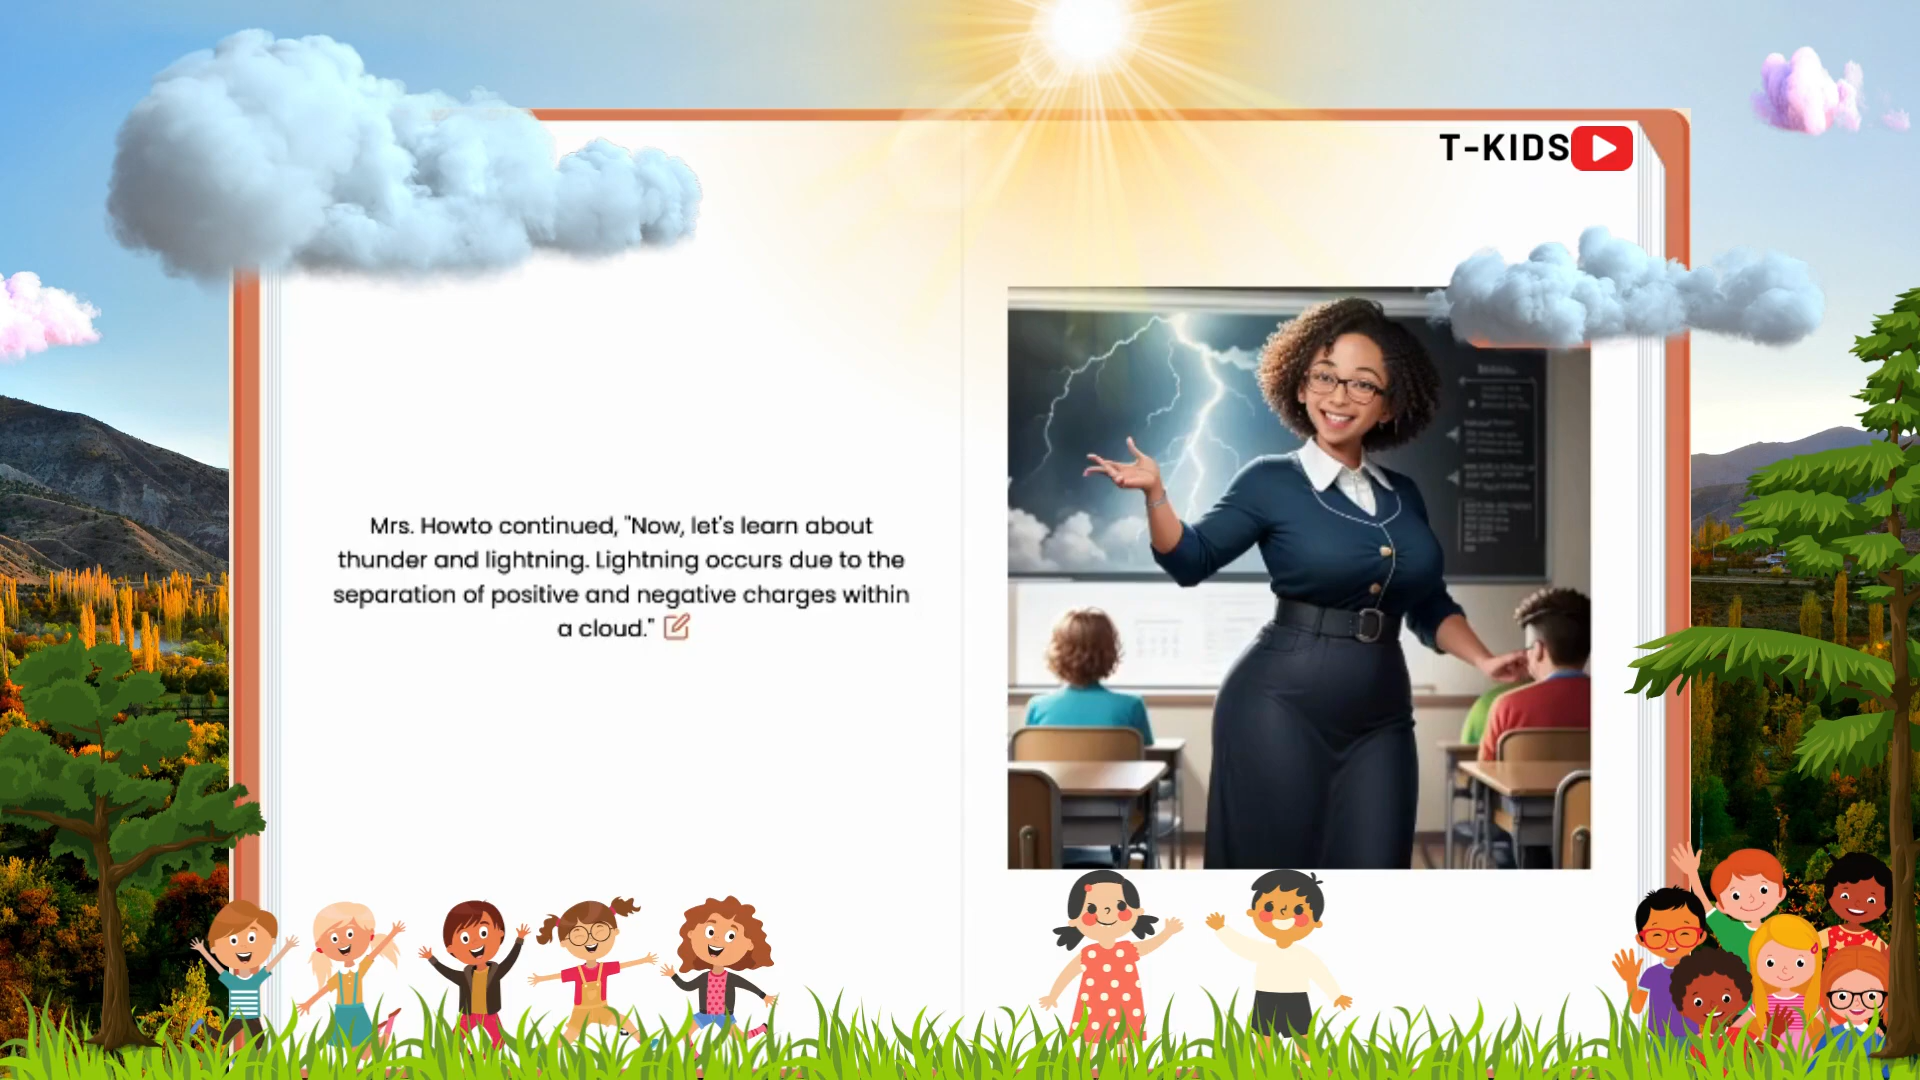 T-KIDS
Mrs. Howto continued, "Now, let's learn about
thunder and lightning. Lightning occurs due to the
separation of positive and negative charges within
a cloud."